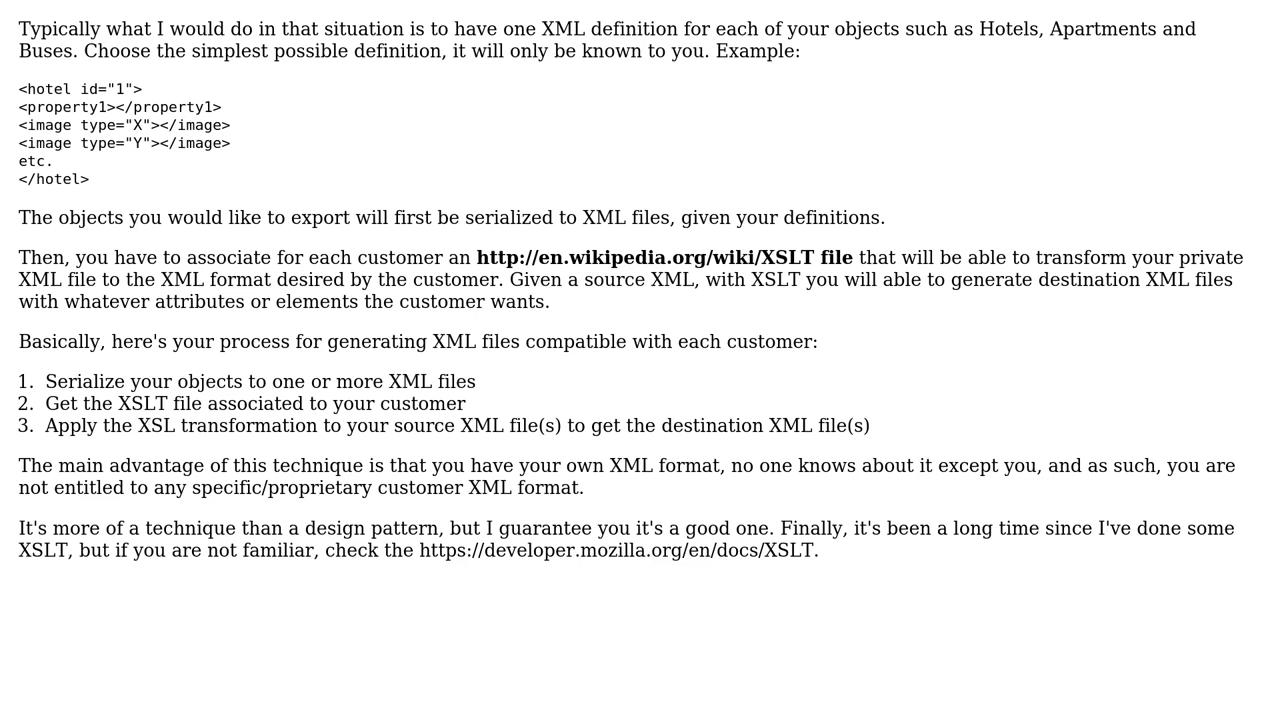 Typically what I would do in that situation is to have one XML definition for each of your objects such as Hotels, Apartments and
Buses. Choose the simplest possible definition, it will only be known to you. Example:
<hotel id="1">
<property1></property1>
<image type="X"></image>
<image type="Y"></image>
etc.
</hotel>
The objects you would like to export will first be serialized to XML files, given your definitions.
Then, you have to associate for each customer an http://en.wikipedia.org/wiki/XSLT file that will be able to transform your private
XML file to the XML format desired by the customer. Given a source XML, with XSLT you will able to generate destination XML files
with whatever attributes or elements the customer wants.
Basically, here's your process for generating XML files compatible with each customer:
1. Serialize your objects to one or more XML files
2. Get the XSLT file associated to your customer
3. Apply the XSL transformation to your source XML file(s) to get the destination XML file(s)
The main advantage of this technique is that you have your own XML format, no one knows about it except you, and as such, you are
not entitled to any specific/proprietary customer XML format.
It's more of a technique than a design pattern, but I guarantee you it's a good one. Finally, it's been a long time since I've done some
XSLT, but if you are not familiar, check the https://developer.mozilla.org/en/docs/XSLT.